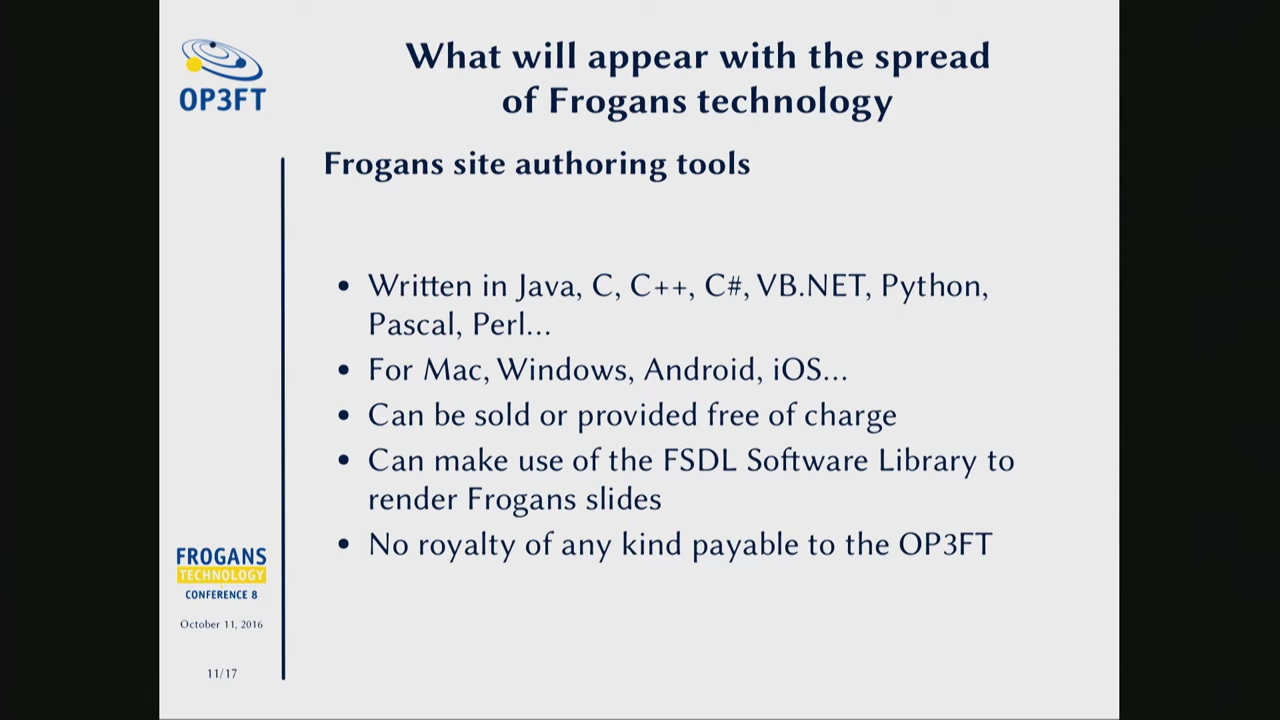 OP3FT
What will appear with the spread
of Frogans technology
Frogans site authoring tools
• Written in Java, C, C++, C#, VB.NET, Python,
Pascal, Perl...
• For Mac, Windows, Android, iOS...
• Can be sold or provided free of charge
• Can make use of the FSDL Software Library to
render Frogans slides
• No royalty of any kind payable to the OP3FT
FROGANS
TECHNOLOGY
CONFERENCE 8
October 11, 2016
11/17